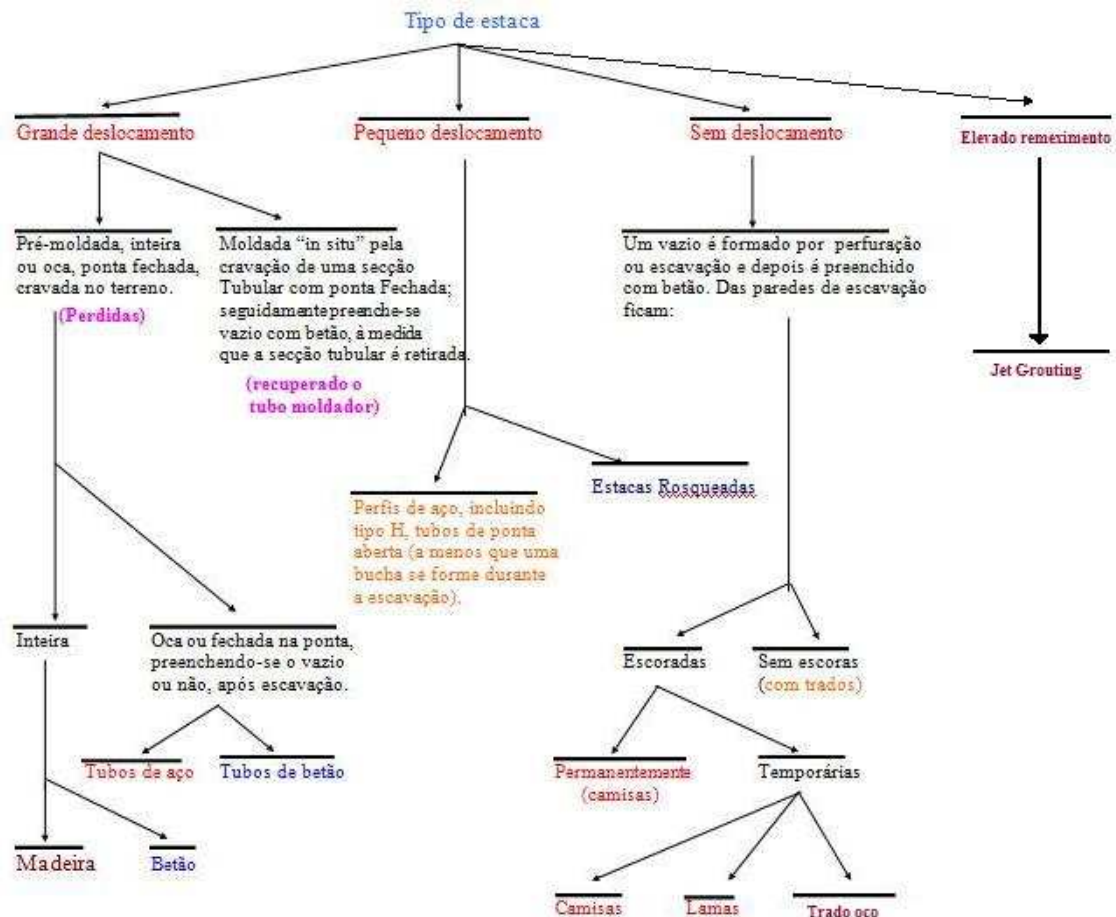 Tipo de estaca
Grande deslocamento
Pequeno deslocamento
Sem deslocamento
Elevado remeximento
Pré-moldada, inteira
ou oca, ponta fechada,
cravada no terreno.
(Perdidas)
Moldada “in situ” pela
cravação de uma secção
Tubular com ponta Fechada;
seguidamente preenche-se
vazio com betão, à medida
que a secção tubular é retirada.
(recuperado o
tubo moldador)
Um vazio é formado por perfuração
ou escavação e depois é preenchido
com betão. Das paredes de escavação
ficam:
Jet Grouting
Estacas Rosqueadas
Perfis de aço, incluindo
tipo H, tubos de ponta
aberta (a menos que uma
bucha se forme durante
a escavação).
Inteira
Oca ou fechada na ponta,
preenchendo-se o vazio
ou não, após escavação.
Escoradas
Sem escoras
(com trados)
Tubos de aço
Tubos de betão
Permanentemente
(camisas)
Temporárias
Madeira
Betão
Camisas
Lamas
Trado oco